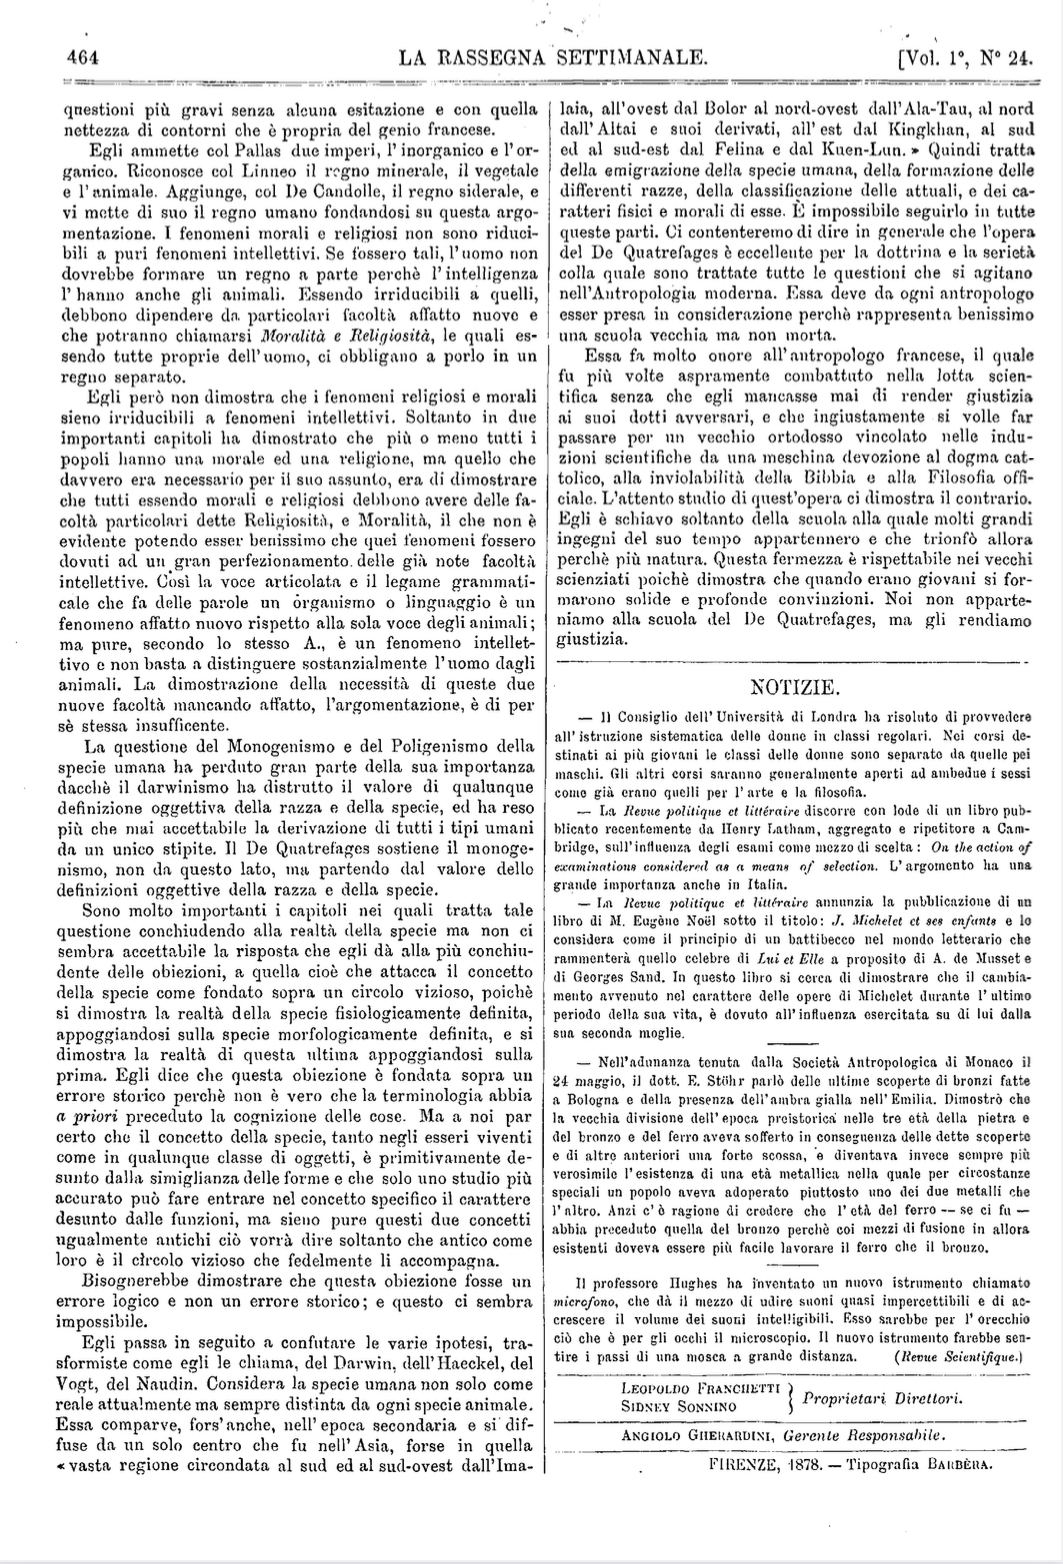 464
LA RASSEGNA SETTIMANALE.
[Vol. 1°, N° 24.
questioni più gravi senza alcuna esitazione e con quella
nettezza di contorni che è propria del genio francese.
Egli ammette col Pallas due imperi, l'inorganico e l'or-
ganico. Riconosce col Linneo il regno minerale, il vegetale
e l'animale. Aggiunge, col De Candolle, il regno siderale, e
vi mette di suo il regno umano fondandosi su questa argo-
mentazione. I fenomeni morali e religiosi non sono riduci-
bili a puri fenomeni intellettivi. Se fossero tali, l'uomo non
dovrebbe formare un regno a parte perchè l'intelligenza
l'hanno anche gli animali. Essendo irriducibili a quelli,
debbono dipendere da particolari facoltà affatto nuove e
che potranno chiamarsi Moralità e Religiosità, le quali es-
sendo tutte proprie dell'uomo, ci obbligano a porlo in un
regno separato.
Egli però non dimostra che i fenomeni religiosi e morali
sieno irriducibili a fenomeni intellettivi. Soltanto in due
importanti capitoli ha dimostrato che più o meno tutti i
popoli hanno una morale ed una religione, ma quello che
davvero era necessario per il suo assunto, era di dimostrare
che tutti essendo morali e religiosi debbono avere delle fa-
coltà particolari dette Religiosità, e Moralità, il che non è
evidente potendo esser benissimo che quei fenomeni fossero
dovuti ad un gran perfezionamento delle già note facoltà
intellettive. Così la voce articolata e il legame grammati-
cale che fa delle parole un organismo o linguaggio è un
fenomeno affatto nuovo rispetto alla sola voce degli animali;
ma pure, secondo lo stesso A., è un fenomeno intellet-
tivo e non basta a distinguere sostanzialmente l'uomo dagli
animali. La dimostrazione della necessità di queste due
nuove facoltà mancando affatto, l'argomentazione, è di per
sè stessa insufficente.
La questione del Monogenismo e del Poligenismo della
specie umana ha perduto gran parte della sua importanza
dacchè il darwinismo ha distrutto il valore di qualunque
definizione oggettiva della razza e della specie, ed ha reso
più che mai accettabile la derivazione di tutti i tipi umani
da un unico stipite. Il De Quatrefages sostiene il monoge-
nismo, non da questo lato, ma partendo dal valore dello
definizioni oggettive della razza e della specie.
Sono molto importanti i capitoli nei quali tratta tale
questione conchiudendo alla realtà della specie ma non ci
sembra accettabile la risposta che egli dà alla più conchiu-
dente delle obiezioni, a quella cioè che attacca il concetto
della specie come fondato sopra un circolo vizioso, poichè
si dimostra la realtà della specie fisiologicamente definita,
appoggiandosi sulla specie morfologicamente definita, e si
dimostra la realtà di questa ultima appoggiandosi sulla
prima. Egli dice che questa obiezione è fondata sopra un
errore storico perchè non è vero che la terminologia abbia
a priori preceduto la cognizione delle cose. Ma a noi par
certo che il concetto della specie, tanto negli esseri viventi
come in qualunque classe di oggetti, è primitivamente de-
sunto dalla simiglianza delle forme e che solo uno studio più
accurato può fare entrare nel concetto specifico il carattere
desunto dalle funzioni, ma sieno pure questi due concetti
ugualmente antichi ciò vorrà dire soltanto che antico come
loro è il circolo vizioso che fedelmente li accompagna.
Bisognerebbe dimostrare che questa obiezione fosse un
errore logico e non un errore storico; e questo ci sembra
impossibile.
Egli passa in seguito a confutare le varie ipotesi, tra-
sformiste come egli le chiama, del Darwin, dell'Haeckel, del
Vogt, del Naudin. Considera la specie umana non solo come
reale attualmente ma sempre distinta da ogni specie animale.
Essa comparve, fors'anche, nell'epoca secondaria e si dif-
fuse da un solo centro che fu nell'Asia, forse in quella
« vasta regione circondata al sud ed al sud-ovest dall'Ima-
laia, all'ovest dal Bolor al nord-ovest dall'Ala-Tau, al nord
dall'Altai e suoi derivati, all'est dal Kingkhan, al sud
ed al sud-est dal Felina e dal Kuen-Lun. » Quindi tratta
della emigrazione della specie umana, della formazione delle
differenti razze, della classificazione delle attuali, e dei ca-
ratteri fisici e morali di esse. È impossibile seguirlo in tutte
queste parti. Ci contenteremo di dire in generale che l'opera
del De Quatrefages è eccellente per la dottrina e la serietà
colla quale sono trattate tutte le questioni che si agitano
nell'Antropologia moderna. Essa deve da ogni antropologo
esser presa in considerazione perchè rappresenta benissimo
una scuola vecchia ma non morta.
Essa fa molto onore all'antropologo francese, il quale
fu più volte aspramente combattuto nella lotta scien-
tifica senza che egli mancasse mai di render giustizia
ai suoi dotti avversari, e che ingiustamente si volle far
passare per un vecchio ortodosso vincolato nelle indu-
zioni scientifiche da una meschina devozione al dogma cat-
tolico, alla inviolabilità della Bibbia e alla Filosofia offi-
ciale. L'attento studio di quest'opera ci dimostra il contrario.
Egli è schiavo soltanto della scuola alla quale molti grandi
ingegni del suo tempo appartennero e che trionfò allora
perchè più matura. Questa fermezza è rispettabile nei vecchi
scienziati poichè dimostra che quando erano giovani si for-
marono solide e profonde convinzioni. Noi non apparte-
niamo alla scuola del De Quatrefages, ma gli rendiamo
giustizia.
NOTIZIE.
— Il Consiglio dell'Università di Londra ha risoluto di provvedere
all'istruzione sistematica delle donne in classi regolari. Nei corsi de-
stinati ai più giovani le classi delle donne sono separate da quelle pei
maschi. Gli altri corsi saranno generalmente aperti ad ambedue i sessi
come già erano quelli per l'arte e la filosofia.
— La Revue politique et littéraire discorre con lode di un libro pub-
blicato recentemente da Henry Latham, aggregato e ripetitore a Cam-
bridge, sull'influenza degli esami come mezzo di scelta: On the action of
examinations considered as a means of selection. L'argomento ha una
grande importanza anche in Italia.
— La Revue politique et littéraire annunzia la pubblicazione di un
libro di M. Eugène Noël sotto il titolo: J. Michelet et ses enfants e lo
considera come il principio di un battibecco nel mondo letterario che
rammenterà quello celebre di Lui et Elle a proposito di A. de Musset e
di Georges Sand. In questo libro si cerca di dimostrare che il cambia-
mento avvenuto nel carattere delle opere di Michelet durante l'ultimo
periodo della sua vita, è dovuto all'influenza esercitata su di lui dalla
sua seconda moglie.
— Nell'adunanza tenuta dalla Società Antropologica di Monaco il
24 maggio, il dott. E. Stöhr parlò delle ultime scoperte di bronzi fatte
a Bologna e della presenza dell'ambra gialla nell'Emilia. Dimostrò che
la vecchia divisione dell'epoca preistorica nelle tre età della pietra e
del bronzo e del ferro aveva sofferto in conseguenza delle dette scoperte
e di altre anteriori una forte scossa, e diventava invece sempre più
verosimile l'esistenza di una età metallica nella quale per circostanze
speciali un popolo aveva adoperato piuttosto uno dei due metalli che
l'altro. Anzi c'è ragione di credere che l'età del ferro — se ci fu —
abbia preceduto quella del bronzo perchè coi mezzi di fusione in allora
esistenti doveva essere più facile lavorare il ferro che il bronzo.
Il professore Hughes ha inventato un nuovo istrumento chiamato
microfono, che dà il mezzo di udire suoni quasi impercettibili e di ac-
crescere il volume dei suoni intelligibili. Esso sarebbe per l'orecchio
ciò che è per gli occhi il microscopio. Il nuovo istrumento farebbe sen-
tire i passi di una mosca a grande distanza. (Revue Scientifique.)
LEOPOLDO FRANCHETTI
SIDNEY SONNINO
} Proprietari Direttori.
ANGIOLO GHERARDINI, Gerente Responsabile.
FIRENZE, 1878. — Tipografia BARBÈRA.